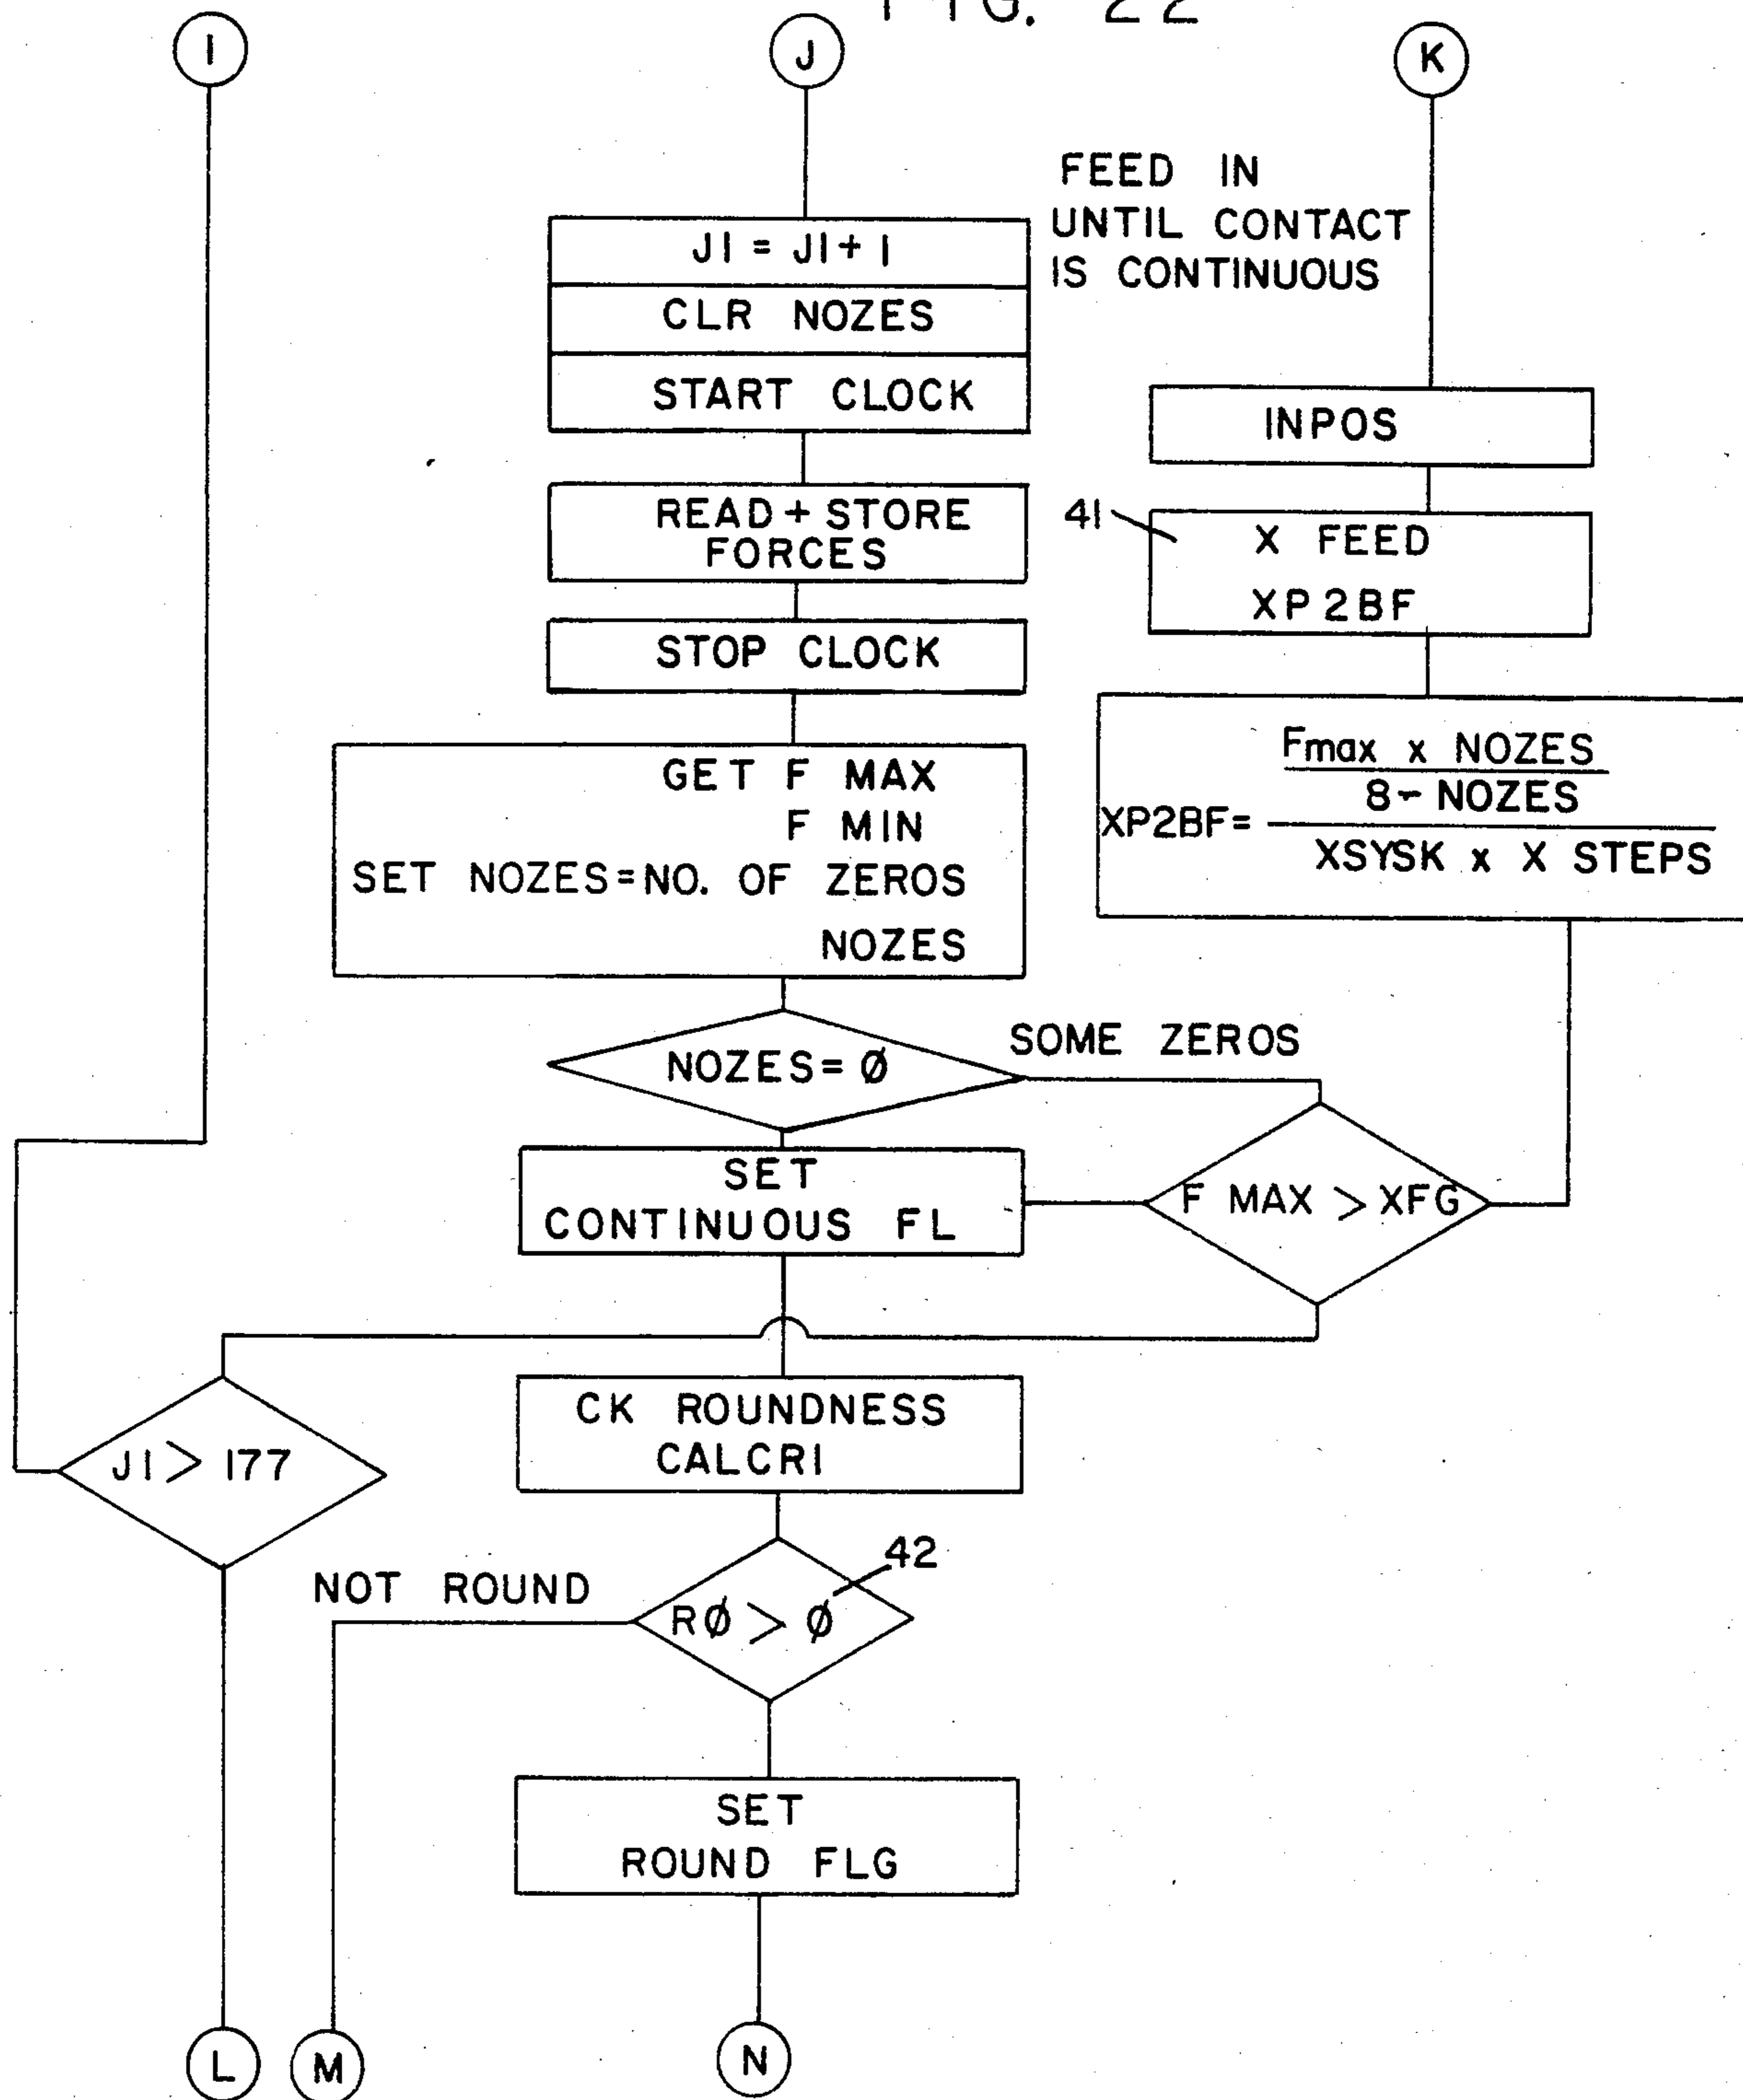 FIG. 22
I
J
K
FEED IN
UNTIL CONTACT
IS CONTINUOUS
J1 = J1 + 1
CLR NOZES
START CLOCK
INPOS
READ + STORE
FORCES
41
X FEED
XP2BF
STOP CLOCK
GET F MAX
F MIN
SET NOZES = NO. OF ZEROS
NOZES
Fmax x NOZES
8 - NOZES
XP2BF =
XSYSK x X STEPS
NOZES = Ø
SOME ZEROS
SET
CONTINUOUS FL
F MAX > XFG
CK ROUNDNESS
CALCRI
J1 > 177
NOT ROUND
42
RØ > Ø
SET
ROUND FLG
L
M
N